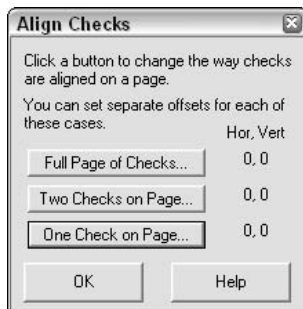 Align Checks
Click a button to change the way checks
are aligned on a page.
You can set separate offsets for each of
these cases.
Hor, Vert
Full Page of Checks... 0, 0
Two Checks on Page... 0, 0
One Check on Page... 0, 0
OK Help